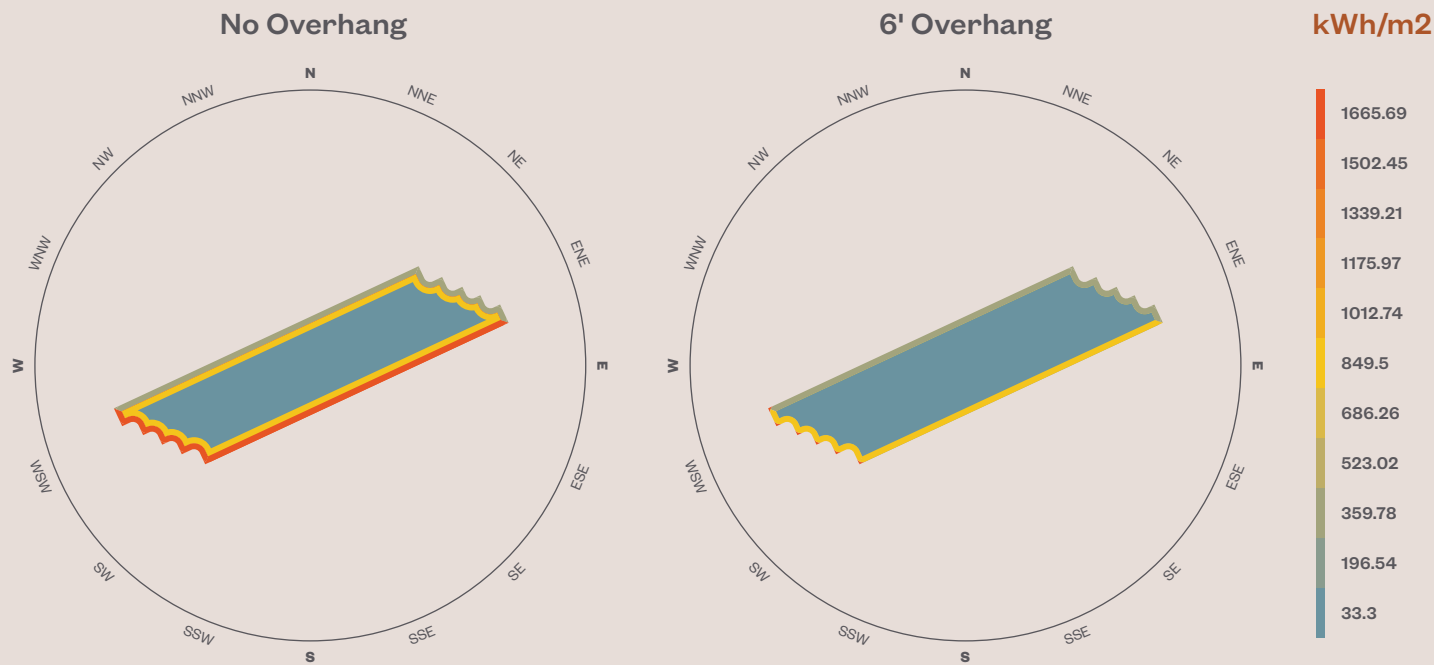 No Overhang
N
NNE
NE
ENE
E
ESE
SE
SSE
S
SSW
SW
WSW
W
WNW
NW
NNW
6' Overhang
N
NNE
NE
ENE
E
ESE
SE
SSE
S
SSW
SW
WSW
W
WNW
NW
NNW
kWh/m2
1665.69
1502.45
1339.21
1175.97
1012.74
849.5
686.26
523.02
359.78
196.54
33.3